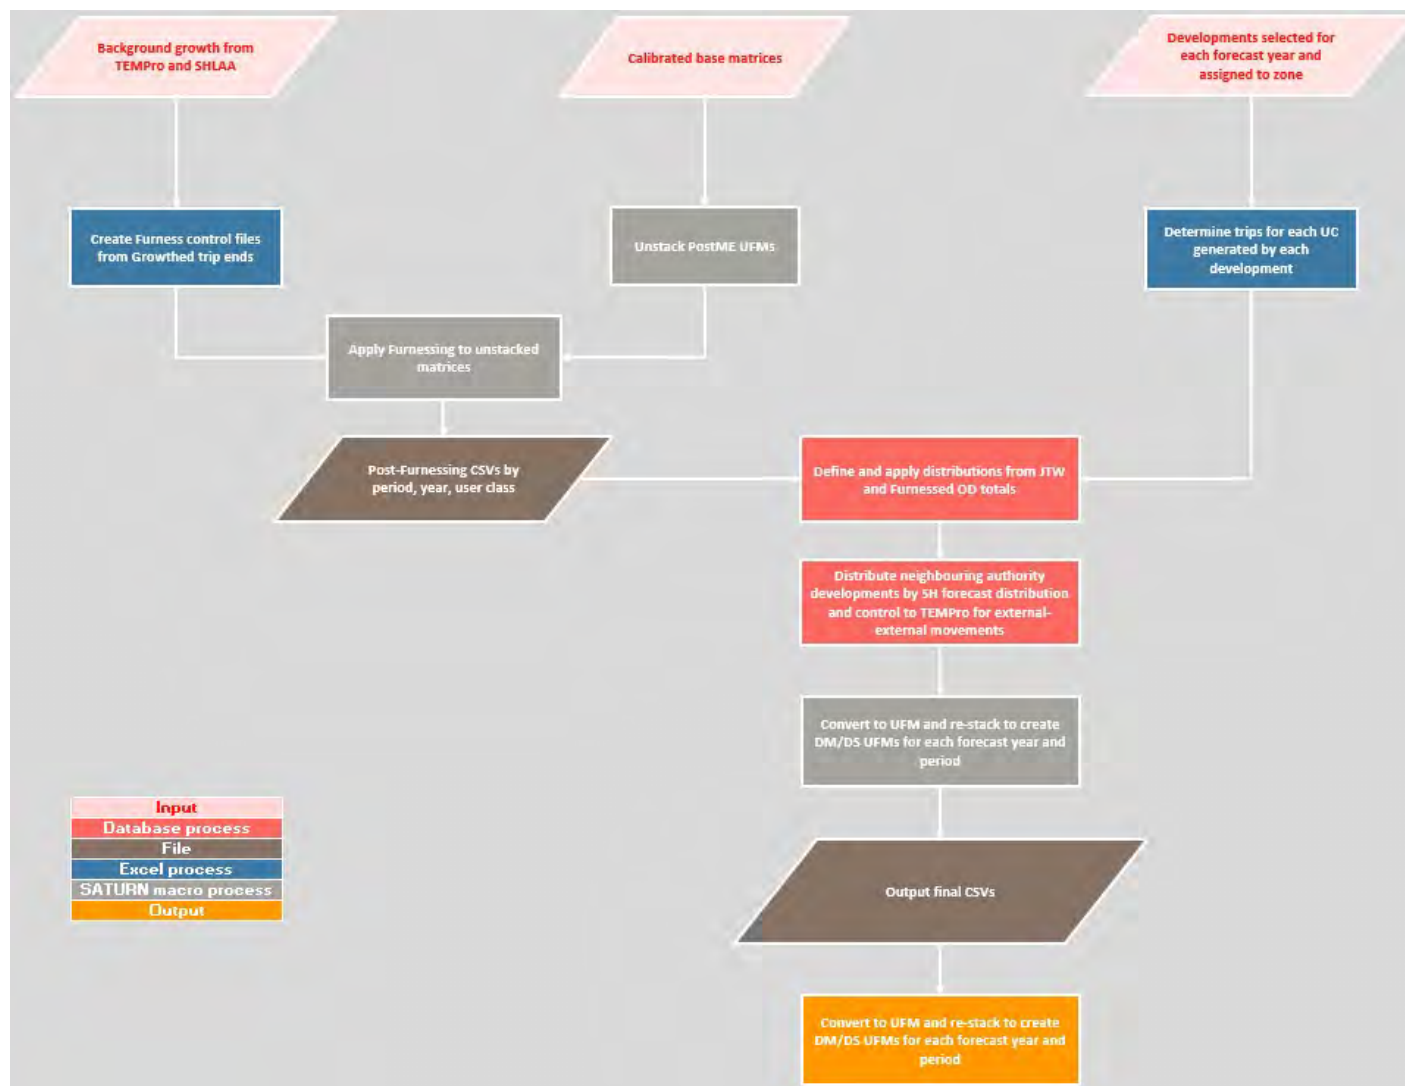 Background growth from
TEMPro and SHLAA
Calibrated base matrices
Developments selected for
each forecast year and
assigned to zone
Create Furness control files
from Growthed trip ends
Unstack PostME UFMs
Determine trips for each UC
generated by each
development
Apply Furnessing to unstacked
matrices
Post-Furnessing CSVs by
period, year, user class
Define and apply distributions from JTW
and Furnessed OD totals
Distribute neighbouring authority
developments by SH forecast distribution
and control to TEMPro for external-
external movements
Convert to UFM and re-stack to create
DM/DS UFMs for each forecast year and
period
Input
Database process
File
Excel process
SATURN macro process
Output
Output final CSVs
Convert to UFM and re-stack to create
DM/DS UFMs for each forecast year and
period